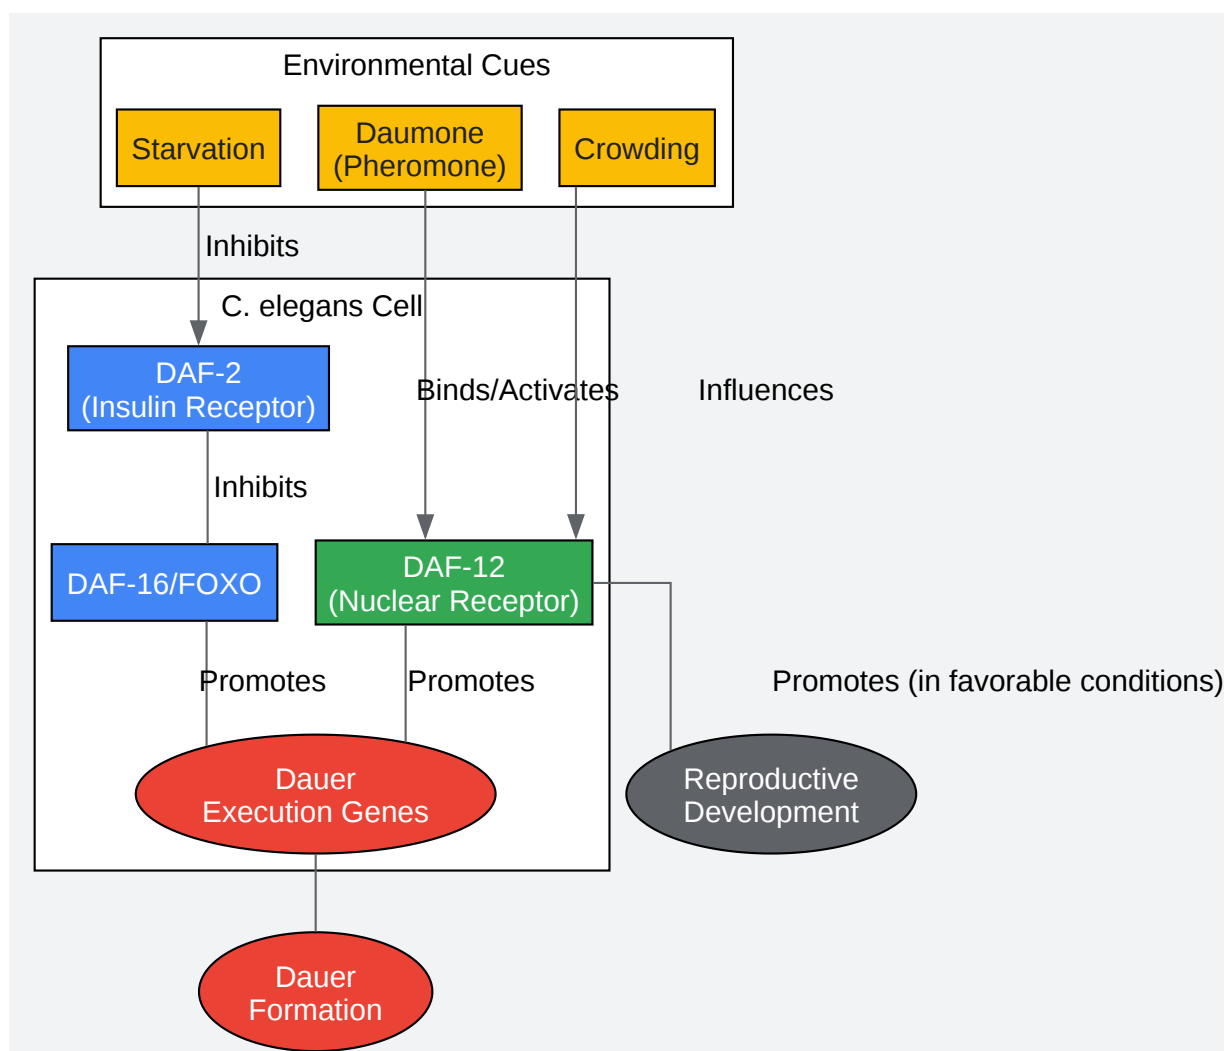 Environmental Cues
Starvation
Daumone
(Pheromone)
Crowding
Inhibits
C. elegans Cell
DAF-2
(Insulin Receptor)
Binds/Activates
Influences
Inhibits
DAF-16/FOXO
DAF-12
(Nuclear Receptor)
Promotes
Promotes
Promotes (in favorable conditions)
Dauer
Execution Genes
Reproductive
Development
Dauer
Formation